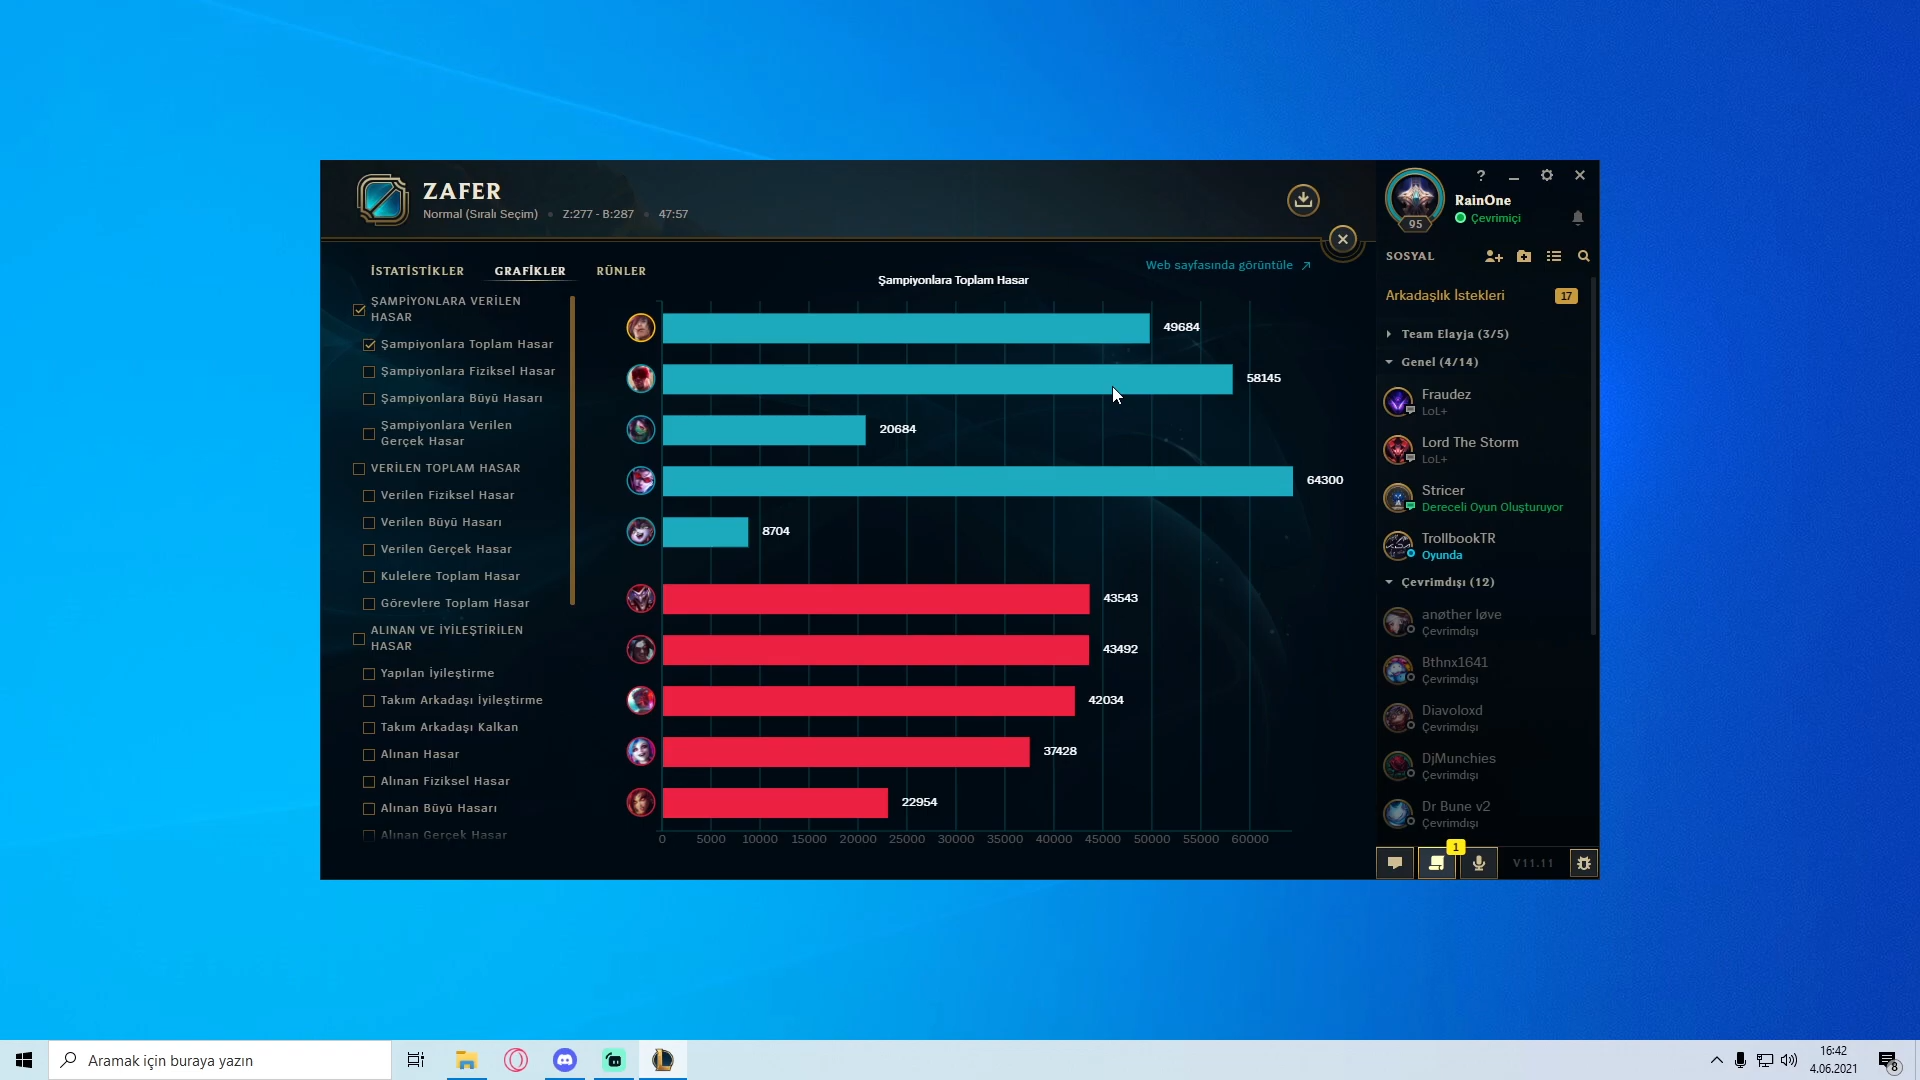 ZAFER
Normal (Sıralı Seçim) • Z:277 - B:287 • 47:57
İSTATİSTİKLER GRAFİKLER RÜNLER
Web sayfasında görüntüle
ŞAMPİYONLARA VERİLEN
HASAR
Şampiyonlara Toplam Hasar
Şampiyonlara Fiziksel Hasar
Şampiyonlara Büyü Hasarı
Şampiyonlara Verilen
Gerçek Hasar
VERİLEN TOPLAM HASAR
Verilen Fiziksel Hasar
Verilen Büyü Hasarı
Verilen Gerçek Hasar
Kulelere Toplam Hasar
Görevlere Toplam Hasar
ALINAN VE İYİLEŞTİRİLEN
HASAR
Yapılan İyileştirme
Takım Arkadaşı İyileştirme
Takım Arkadaşı Kalkan
Alınan Hasar
Alınan Fiziksel Hasar
Alınan Büyü Hasarı
Alınan Gerçek Hasar
Şampiyonlara Toplam Hasar
49684
58145
20684
64300
8704
43543
43492
42034
37428
22954
0 5000 10000 15000 20000 25000 30000 35000 40000 45000 50000 55000 60000
?
95
RainOne
Çevrimiçi
SOSYAL
Arkadaşlık İstekleri 17
Team Elayja (3/5)
Genel (4/14)
Fraudez
LoL+
Lord The Storm
LoL+
Stricer
Dereceli Oyun Oluşturuyor
TrollbookTR
Oyunda
Çevrimdışı (12)
anøther løve
Çevrimdışı
Bthnx1641
Çevrimdışı
Diavoloxd
Çevrimdışı
DjMunchies
Çevrimdışı
Dr Bune v2
Çevrimdışı
1
V11.11
Aramak için buraya yazın
16:42
4.06.2021
8